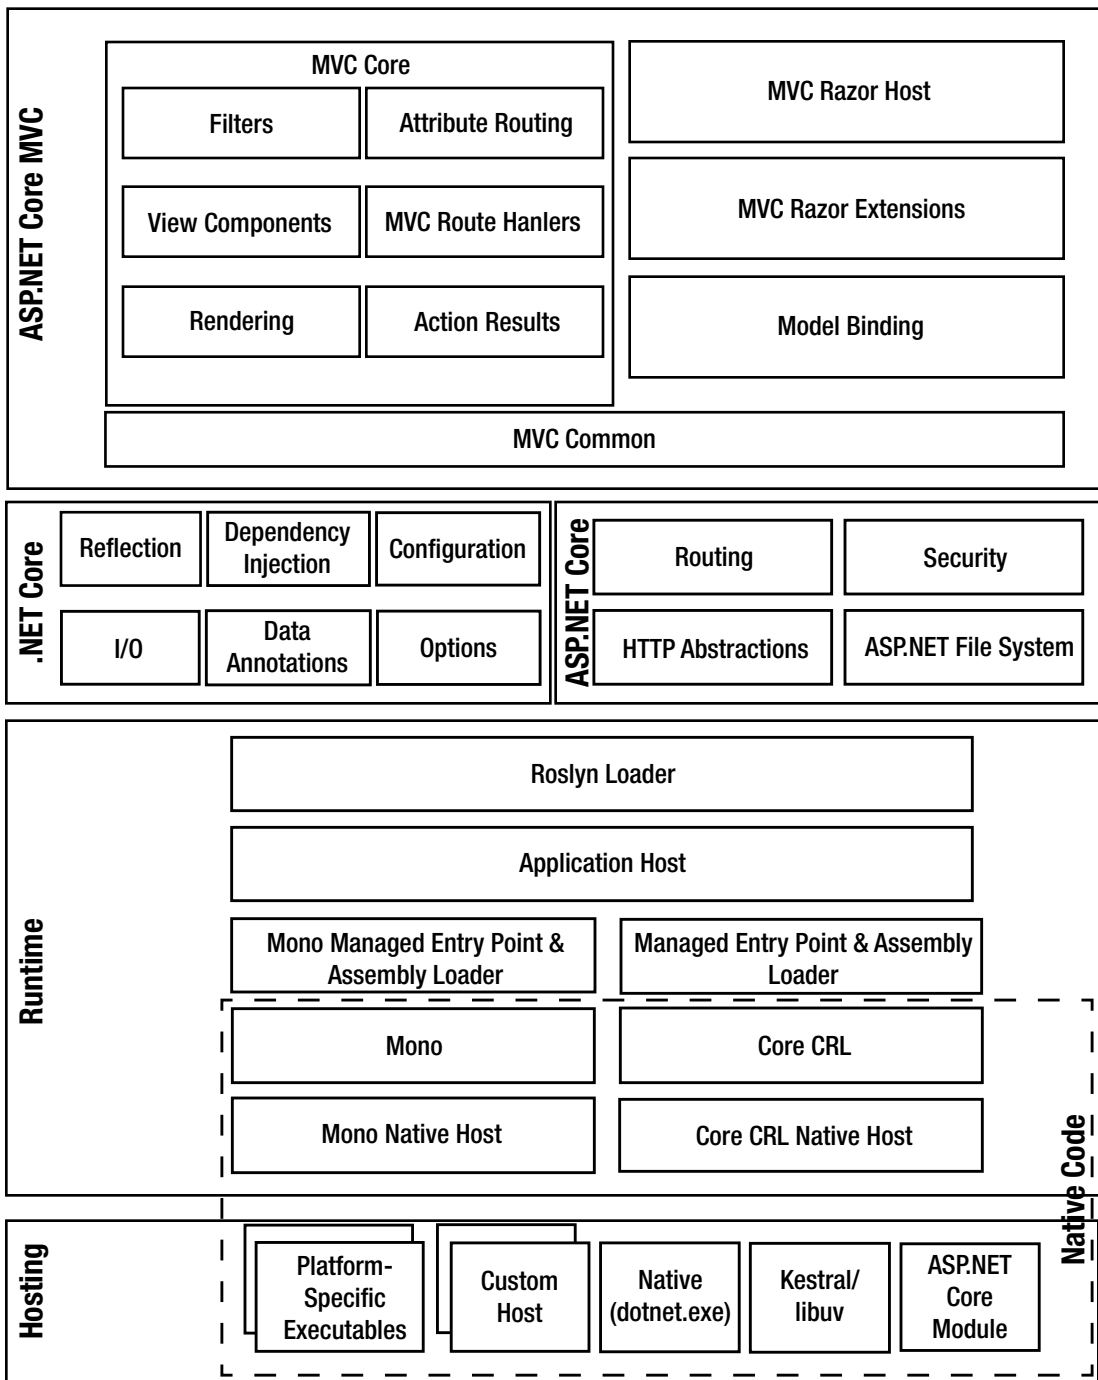 ASP.NET Core MVC
MVC Core
Filters
Attribute Routing
View Components
MVC Route Hanlers
Rendering
Action Results
MVC Razor Host
MVC Razor Extensions
Model Binding
MVC Common
.NET Core
Reflection
Dependency
Injection
Configuration
I/O
Data
Annotations
Options
ASP.NET Core
Routing
Security
HTTP Abstractions
ASP.NET File System
Runtime
Roslyn Loader
Application Host
Mono Managed Entry Point &
Assembly Loader
Managed Entry Point & Assembly
Loader
Mono
Core CRL
Mono Native Host
Core CRL Native Host
Native Code
Hosting
Platform-
Specific
Executables
Custom
Host
Native
(dotnet.exe)
Kestral/
libuv
ASP.NET
Core
Module